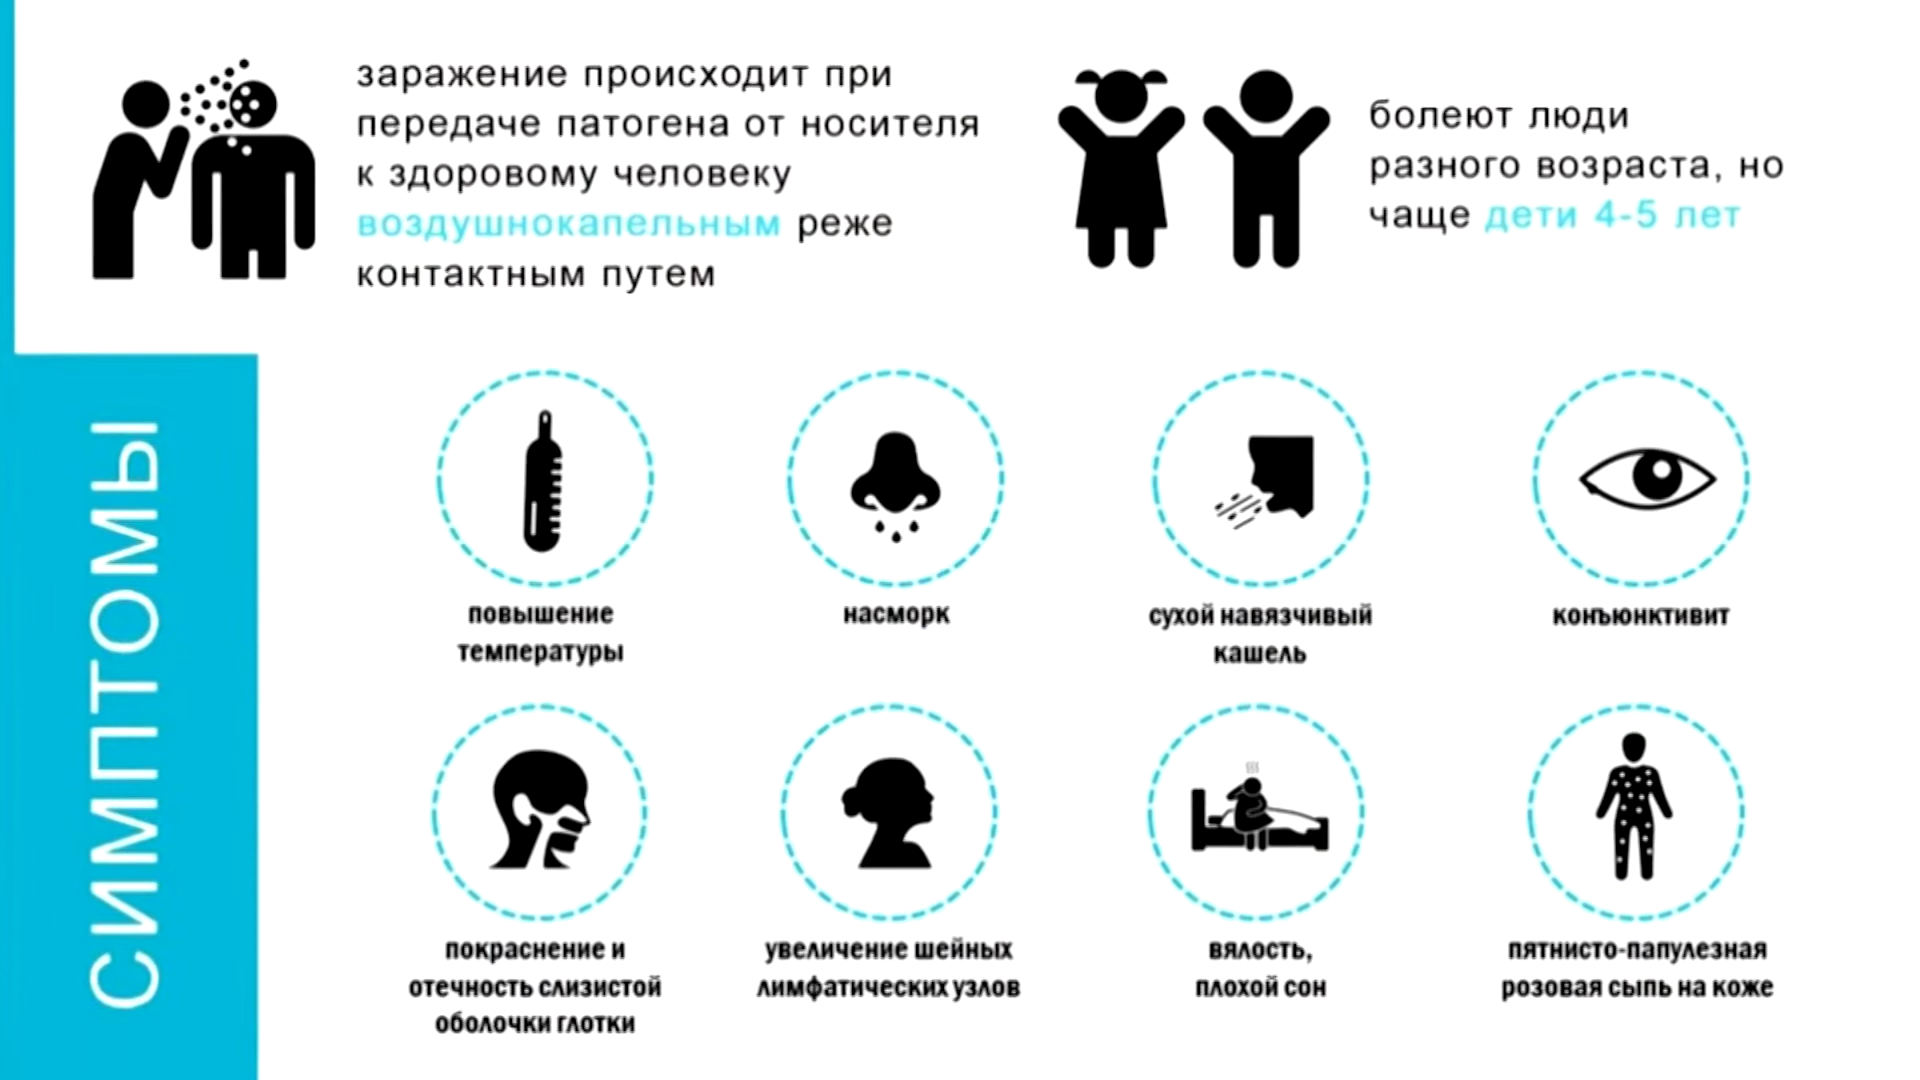 заражение происходит при
передаче патогена от носителя
к здоровому человеку
воздушнокапельным реже
контактным путем
болеют люди
разного возраста, но
чаще дети 4-5 лет
СИМПТОМЫ
повышение
температуры
насморк
сухой навязчивый
кашель
конъюнктивит
покраснение и
отечность слизистой
оболочки глотки
увеличение шейных
лимфатических узлов
вялость,
плохой сон
пятнисто-папулезная
розовая сыпь на коже